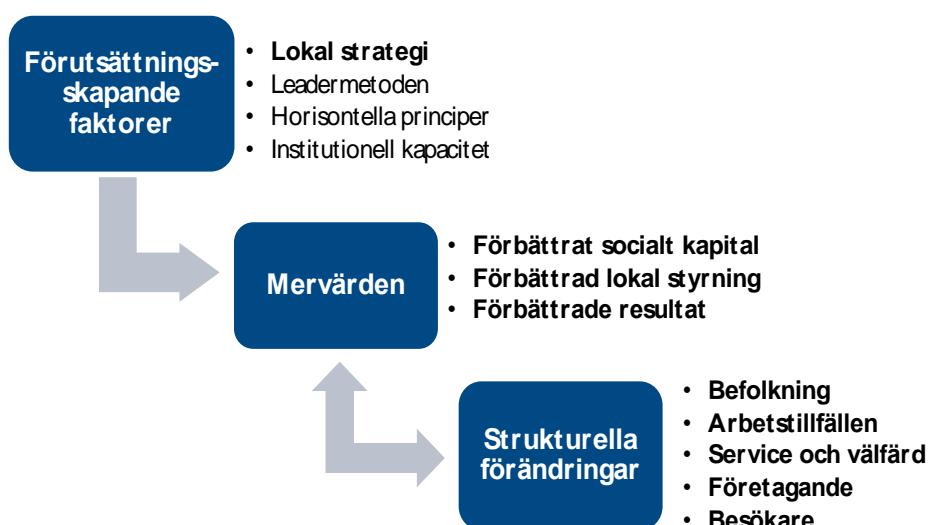 Förutsättnings-
skapande
faktorer
• Lokal strategi
• Leadermetoden
• Horisontella principer
• Institutionell kapacitet
Mervärden
• Förbättrat socialt kapital
• Förbättrad lokal styrning
• Förbättrade resultat
Strukturella
förändringar
• Befolkning
• Arbetstillfällen
• Service och välfärd
• Företagande
• Besökare